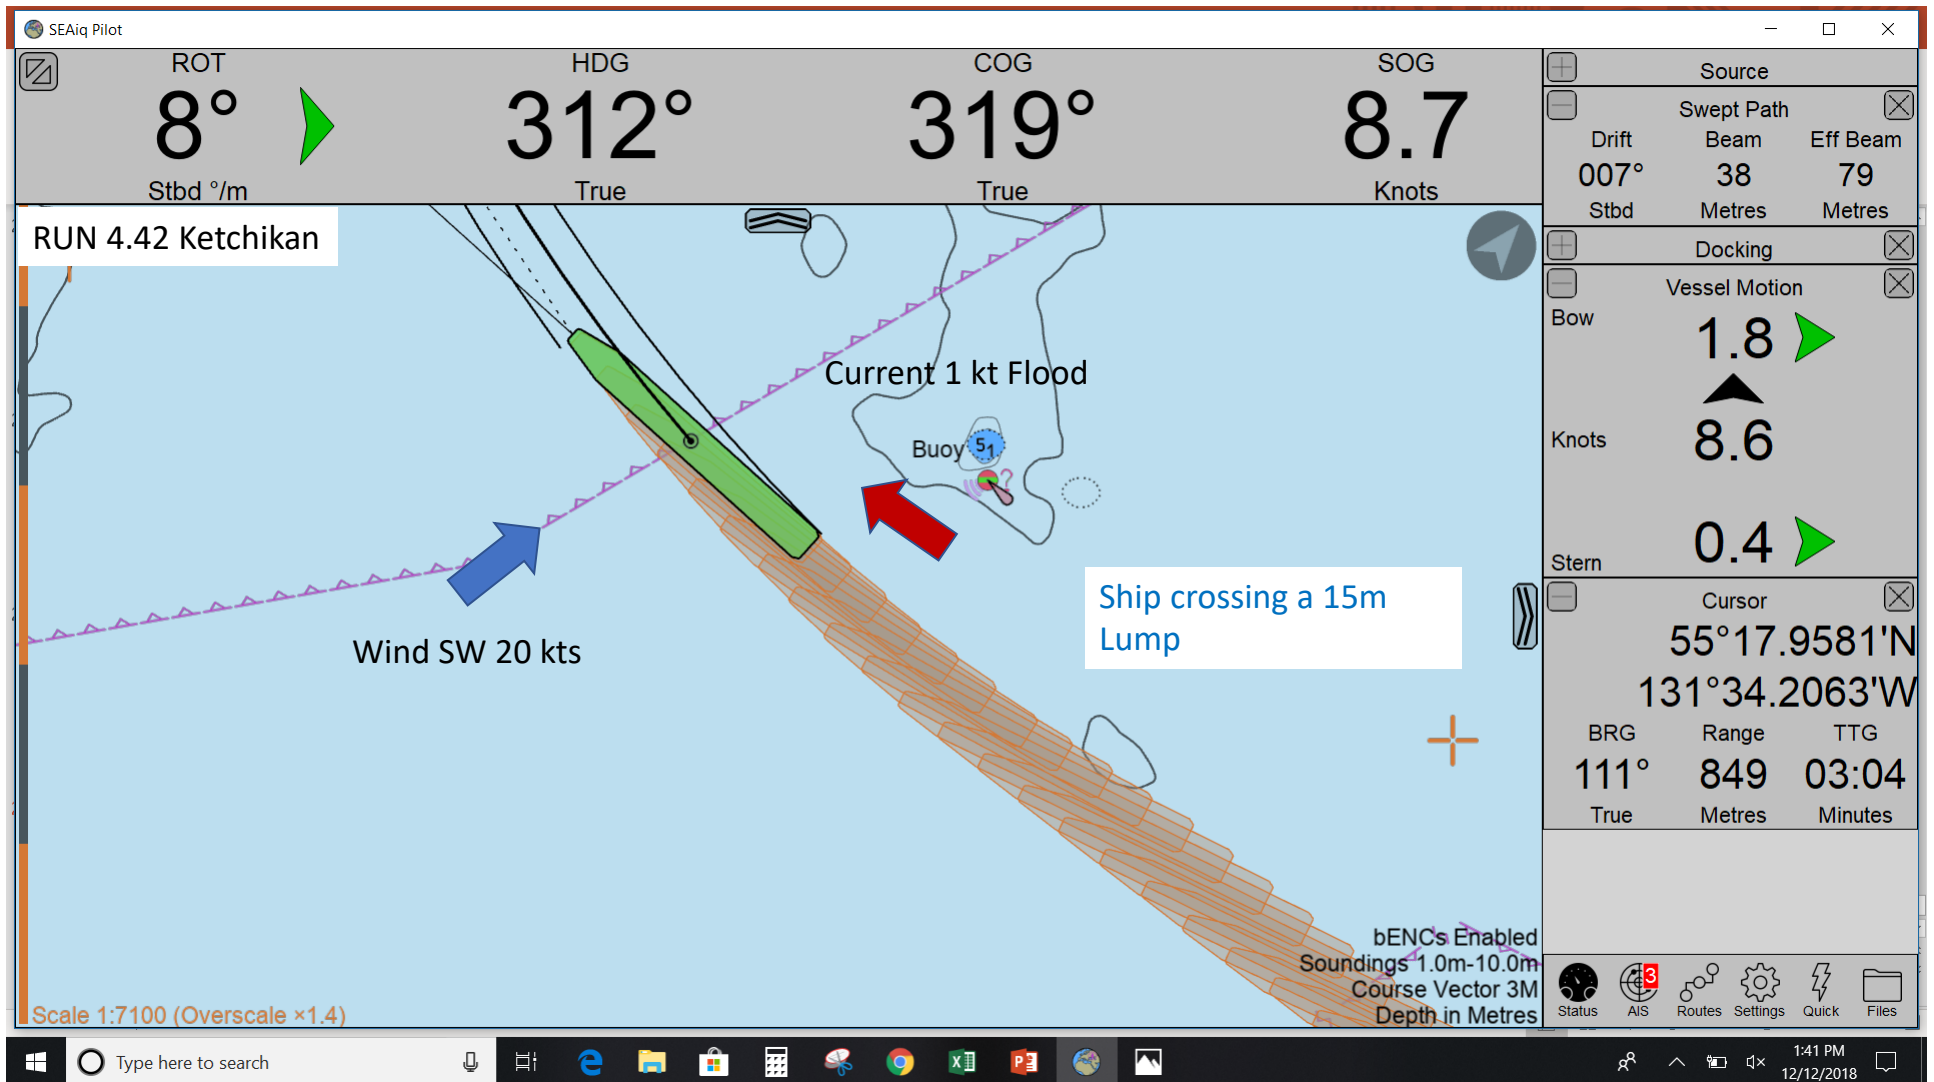 SEAiq Pilot
ROT
8°
Stbd °/m
HDG
312°
True
COG
319°
True
SOG
8.7
Knots
Source
Swept Path
Drift Beam Eff Beam
007° 38 79
Stbd Metres Metres
Docking
Vessel Motion
Bow
1.8
Knots 8.6
Stern 0.4
Cursor
55°17.9581'N
131°34.2063'W
BRG Range TTG
111° 849 03:04
True Metres Minutes
RUN 4.42 Ketchikan
Current 1 kt Flood
Buoy 5₁
?
Wind SW 20 kts
Ship crossing a 15m
Lump
bENCs Enabled
Soundings 1.0m-10.0m
Course Vector 3M
Depth in Metres
Scale 1:7100 (Overscale ×1.4)
3
Status AIS Routes Settings Quick Files
Type here to search
1:41 PM
12/12/2018